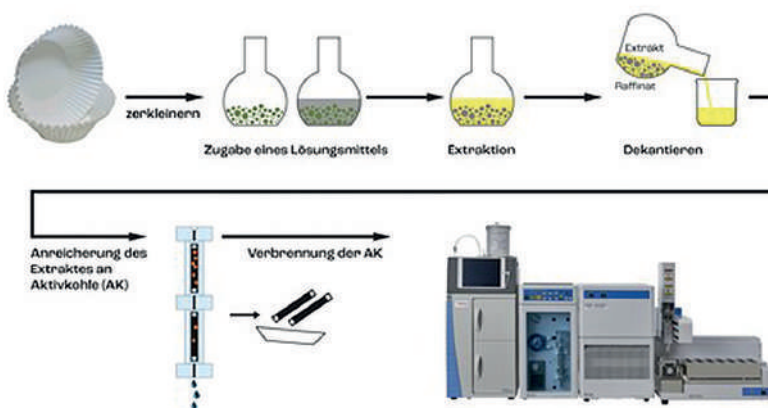 Extrakt
Raffinat
zerkleinern
Zugabe eines Lösungsmittels
Extraktion
Dekantieren
Anreicherung des
Extraktes an
Aktivkohle (AK)
Verbrennung der AK